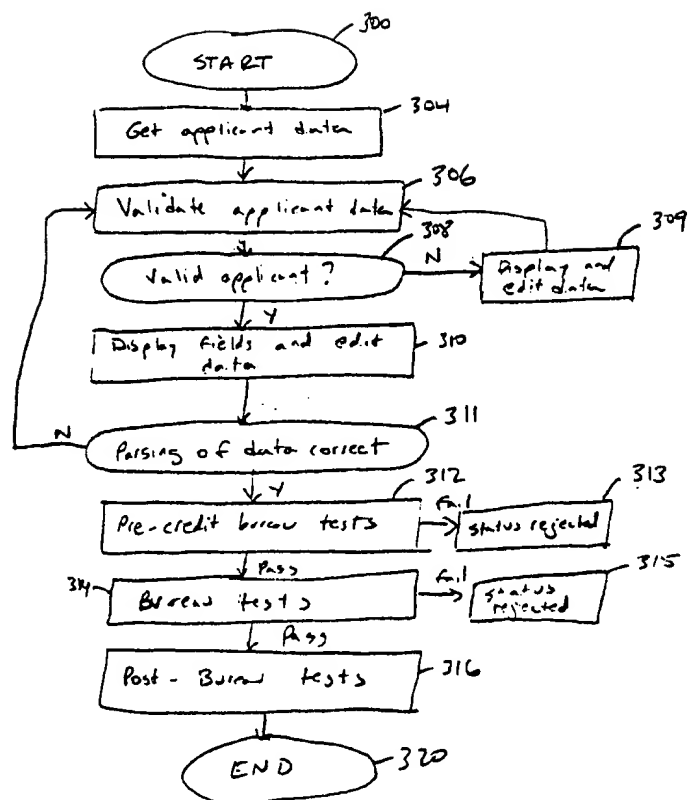 300
START
304
Get applicant data
306
Validate applicant data
308
Valid applicant?
N
309
Display and
edit data
Y
Display fields and edit
data
310
311
N
Parsing of data correct
Y
312
Pre-credit bureau tests
Fail
313
status rejected
Pass
314
Bureau tests
Fail
315
status
rejected
Pass
Post-Bureau tests
316
END
320